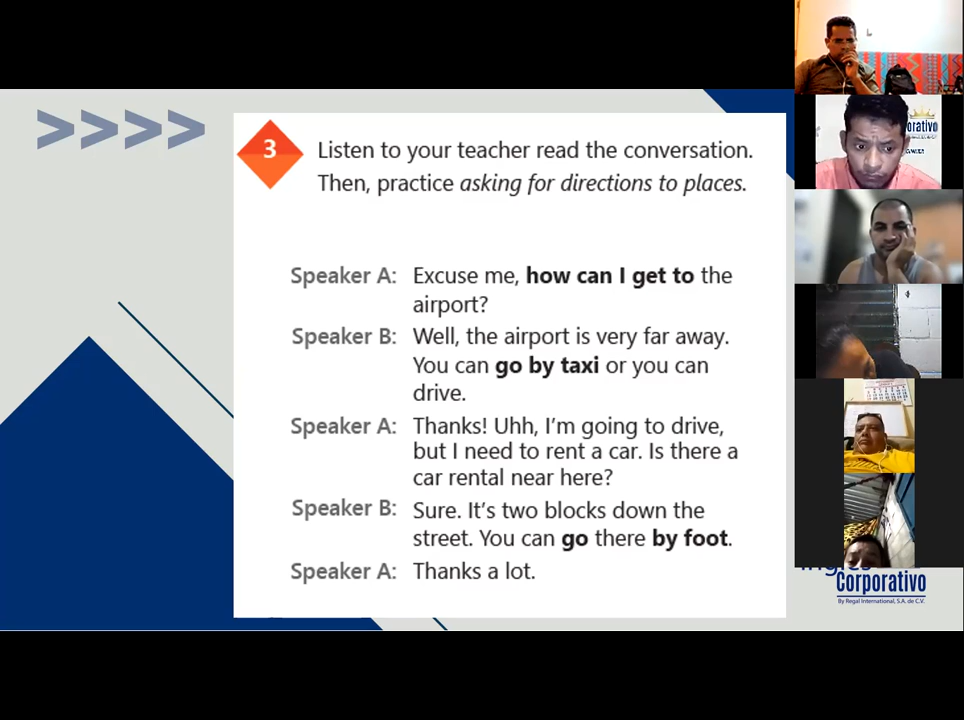 >>>>
3
Listen to your teacher read the conversation.
Then, practice asking for directions to places.
Speaker A: Excuse me, how can I get to the
airport?
Speaker B: Well, the airport is very far away.
You can go by taxi or you can
drive.
Speaker A: Thanks! Uhh, I'm going to drive,
but I need to rent a car. Is there a
car rental near here?
Speaker B: Sure. It's two blocks down the
street. You can go there by foot.
Speaker A: Thanks a lot.
orativo
Corporativo
By Regal International, S.A. de C.V.